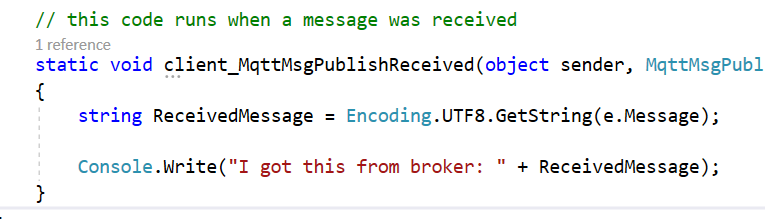 // this code runs when a message was received
1 reference
static void client_MqttMsgPublishReceived(object sender, MqttMsgPubl
{
string ReceivedMessage = Encoding.UTF8.GetString(e.Message);
Console.Write("I got this from broker: " + ReceivedMessage);
}